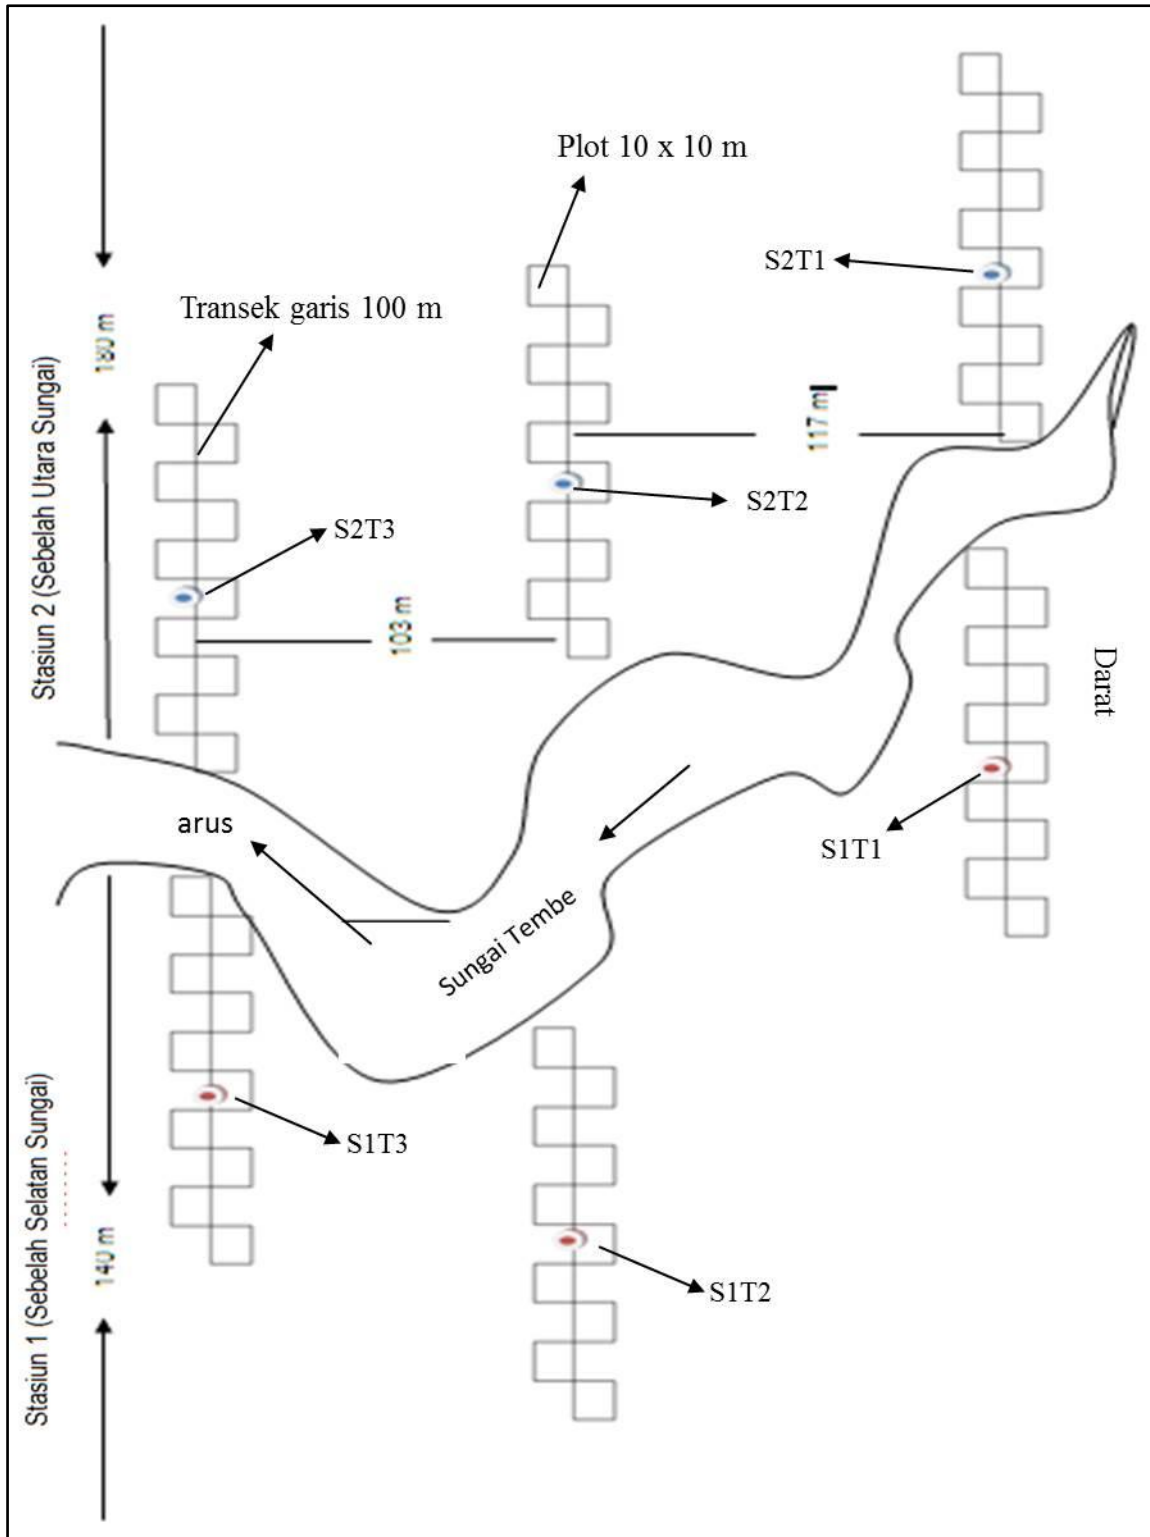 Plot 10 x 10 m
S2T1
Transek garis 100 m
180 m
Stasiun 2 (Sebelah Utara Sungai)
117 m
S2T2
S2T3
103 m
Darat
arus
S1T1
Sungai Tembe
S1T3
Stasiun 1 (Sebelah Selatan Sungai)
140 m
S1T2